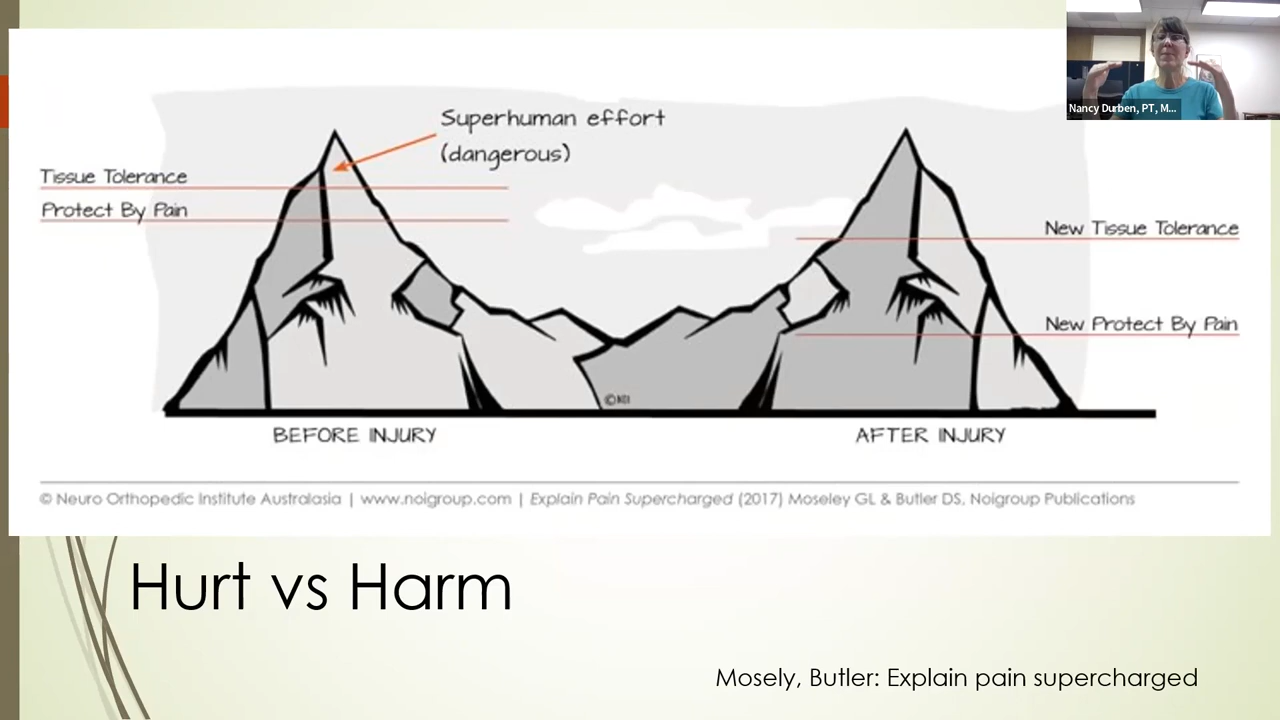 Nancy Durben, PT, M...
Superhuman effort
(dangerous)
Tissue Tolerance
Protect By Pain
New Tissue Tolerance
New Protect By Pain
©NOI
BEFORE INJURY
AFTER INJURY
© Neuro Orthopedic Institute Australasia | www.noigroup.com | Explain Pain Supercharged (2017) Moseley GL & Butler DS, Noigroup Publications
Hurt vs Harm
Mosely, Butler: Explain pain supercharged